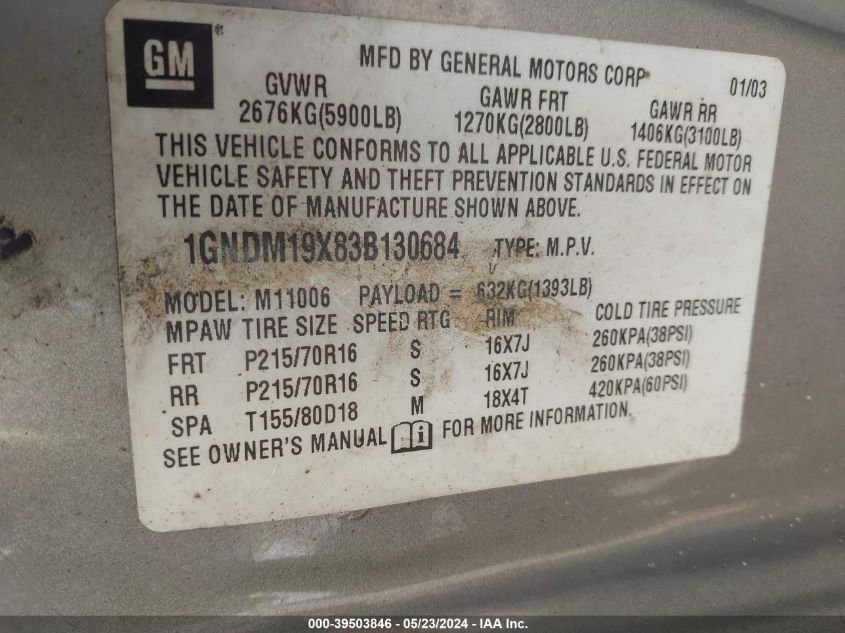 GM®
MFD BY GENERAL MOTORS CORP
01/03
GVWR GAWR FRT GAWR RR
2676KG(5900LB) 1270KG(2800LB) 1406KG(3100LB)
THIS VEHICLE CONFORMS TO ALL APPLICABLE U.S. FEDERAL MOTOR
VEHICLE SAFETY AND THEFT PREVENTION STANDARDS IN EFFECT ON
THE DATE OF MANUFACTURE SHOWN ABOVE.
1GNDM19X83B130684 TYPE: M.P.V.
MODEL: M11006 PAYLOAD = 632KG(1393LB)
MPAW TIRE SIZE SPEED RTG RIM COLD TIRE PRESSURE
FRT P215/70R16 S 16X7J 260KPA(38PSI)
RR P215/70R16 S 16X7J 260KPA(38PSI)
SPA T155/80D18 M 18X4T 420KPA(60PSI)
SEE OWNER'S MANUAL FOR MORE INFORMATION.
000-39503846 - 05/23/2024 - IAA Inc.